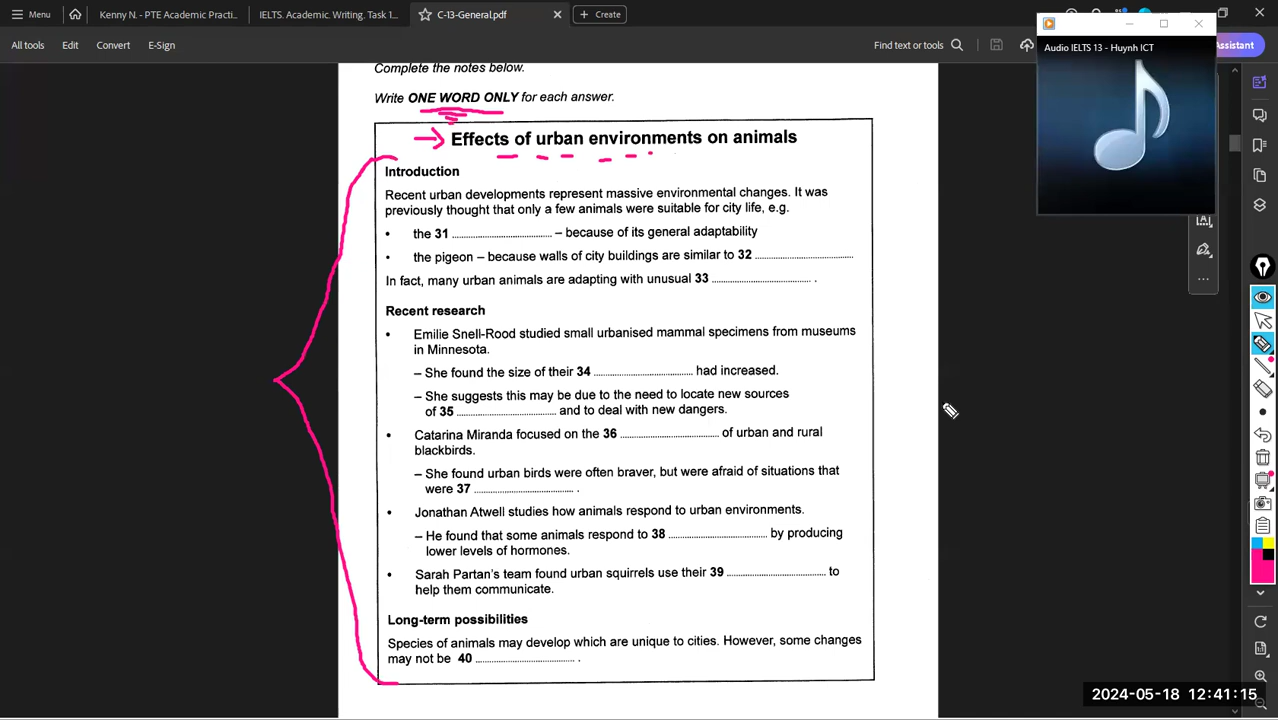 Menu
Kenny N. - PTE Academic Practi...
IELTS. Academic. Writing. Task 1...
C-13-General.pdf
Create
All tools
Edit
Convert
E-Sign
Find text or tools
Assistant
Audio IELTS 13 - Huynh ICT
Complete the notes below.
Write ONE WORD ONLY for each answer.
Effects of urban environments on animals
Introduction
Recent urban developments represent massive environmental changes. It was
previously thought that only a few animals were suitable for city life, e.g.
• the 31 .................... – because of its general adaptability
• the pigeon – because walls of city buildings are similar to 32 ....................
In fact, many urban animals are adapting with unusual 33 .................... .
Recent research
• Emilie Snell-Rood studied small urbanised mammal specimens from museums
in Minnesota.
– She found the size of their 34 .................... had increased.
– She suggests this may be due to the need to locate new sources
of 35 .................... and to deal with new dangers.
• Catarina Miranda focused on the 36 .................... of urban and rural
blackbirds.
– She found urban birds were often braver, but were afraid of situations that
were 37 .................... .
• Jonathan Atwell studies how animals respond to urban environments.
– He found that some animals respond to 38 .................... by producing
lower levels of hormones.
• Sarah Partan's team found urban squirrels use their 39 .................... to
help them communicate.
Long-term possibilities
Species of animals may develop which are unique to cities. However, some changes
may not be 40 .................... .
2024-05-18 12:41:15